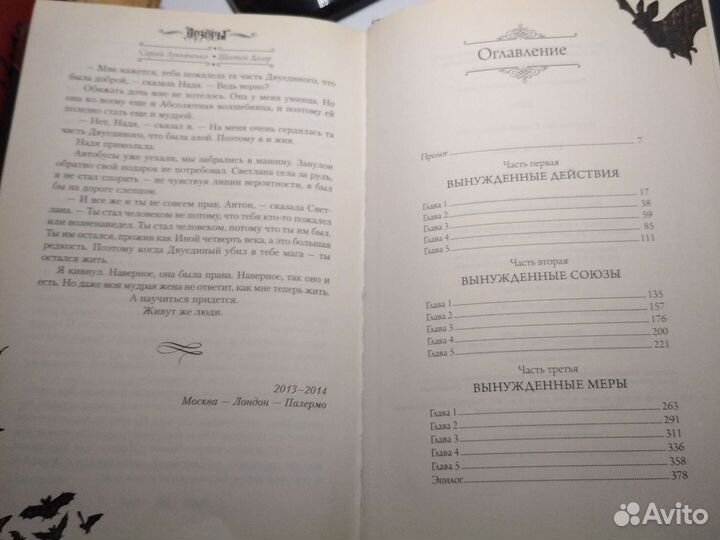 Дозоры
Сергей Лукьяненко • Шестой Дозор
— Мне кажется, тебя пожалела та часть Двуединого, что
была доброй, — сказала Надя. — Ведь верно?
Обижать дочь мне не хотелось. Она у меня умница. Но
она ко всему еще и Абсолютная волшебница, и поэтому ей
полезно стать еще и мудрой.
— Нет, Надя, — сказал я. — На меня очень сердилась та
часть Двуединого, что была злой. Поэтому я и жив.
Надя примолкла.
Автобусы уже уехали, мы забрались в машину. Завулон
обратно свой подарок не потребовал. Светлана села за руль,
я не стал спорить — не чувствуя линии вероятности, я был
бы на дороге слепцом.
— И все же и ты не совсем прав, Антон, — сказала Свет-
лана. — Ты стал человеком не потому, что тебя кто-то пожалел
или возненавидел. Ты стал человеком, потому что ты им был.
Ты им остался, прожив как Иной четверть века, а это большая
редкость. Поэтому когда Двуединый убил в тебе мага — ты
остался жить.
Я кивнул. Наверное, она была права. Наверное, так оно и
есть. Но даже моя мудрая жена не ответит, как мне теперь жить.
А научиться придется.
Живут же люди.
2013–2014
Москва — Лондон — Палермо
Оглавление
Пролог 7
Часть первая
ВЫНУЖДЕННЫЕ ДЕЙСТВИЯ
Глава 1 17
Глава 2 38
Глава 3 59
Глава 4 85
Глава 5 111
Часть вторая
ВЫНУЖДЕННЫЕ СОЮЗЫ
Глава 1 135
Глава 2 157
Глава 3 176
Глава 4 200
Глава 5 221
Часть третья
ВЫНУЖДЕННЫЕ МЕРЫ
Глава 1 263
Глава 2 291
Глава 3 311
Глава 4 336
Глава 5 358
Эпилог 378
Avito